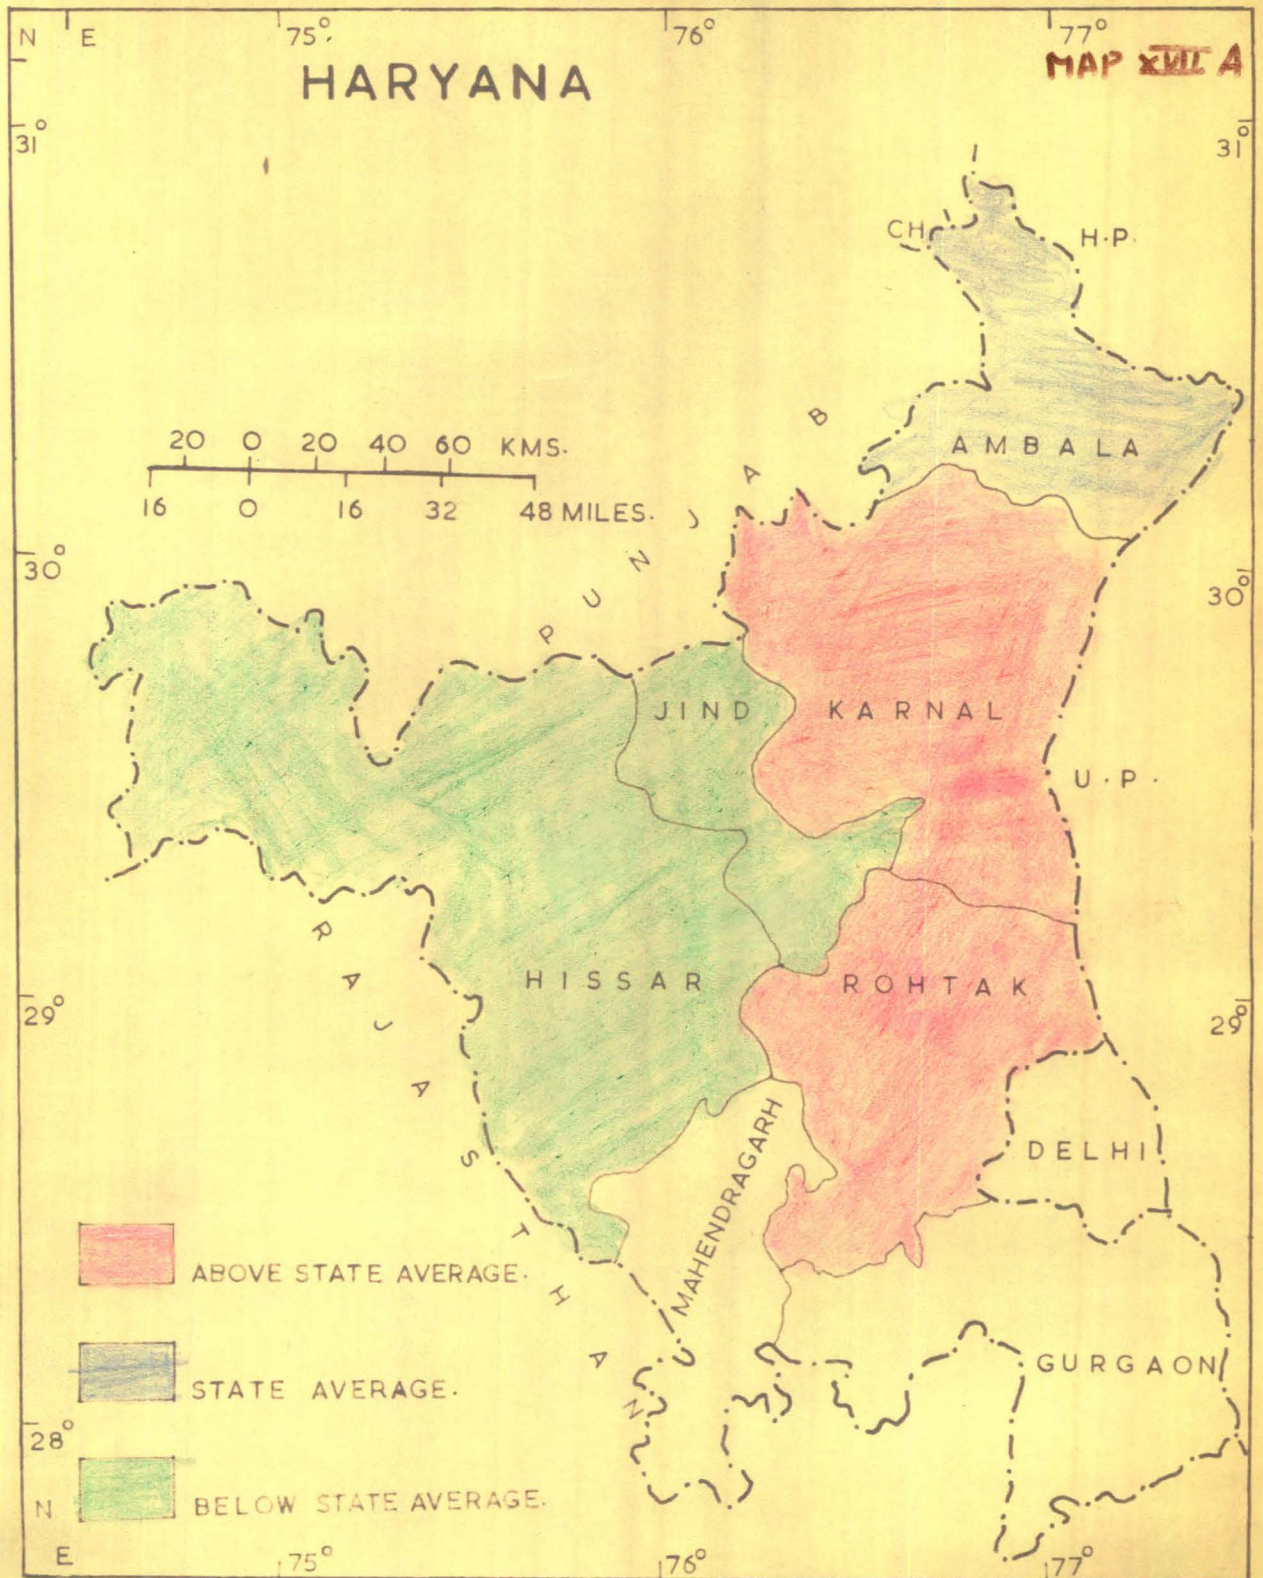 N E 75° 76° 77°
HARYANA
MAP XVII A
31° 31°
CH. H.P.
20 0 20 40 60 KMS.
16 0 16 32 48 MILES.
PUNJAB
AMBALA
30° 30°
JIND KARNAL
U.P.
RAJASTHAN
HISSAR ROHTAK
29° 29°
MAHENDRAGARH
DELHI
ABOVE STATE AVERAGE.
GURGAON
STATE AVERAGE.
28°
BELOW STATE AVERAGE.
N
E 75° 76° 77°